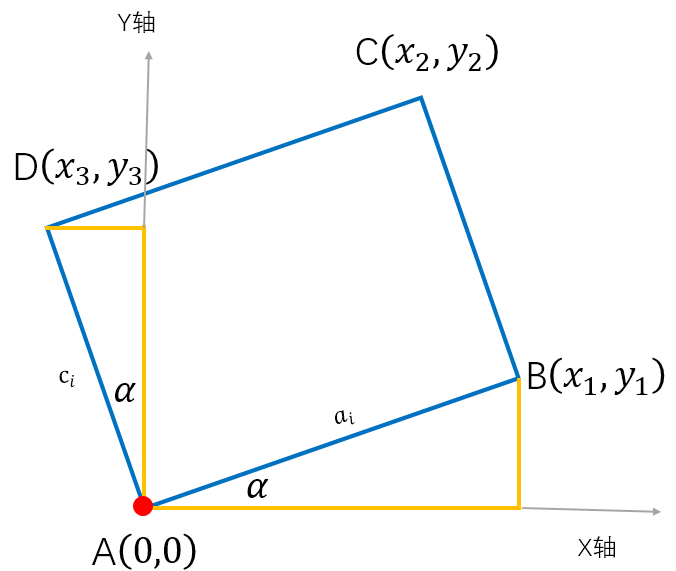 Y轴
C(x₂, y₂)
D(x₃, y₃)
cᵢ
α
B(x₁, y₁)
aᵢ
α
A(0,0)
X轴